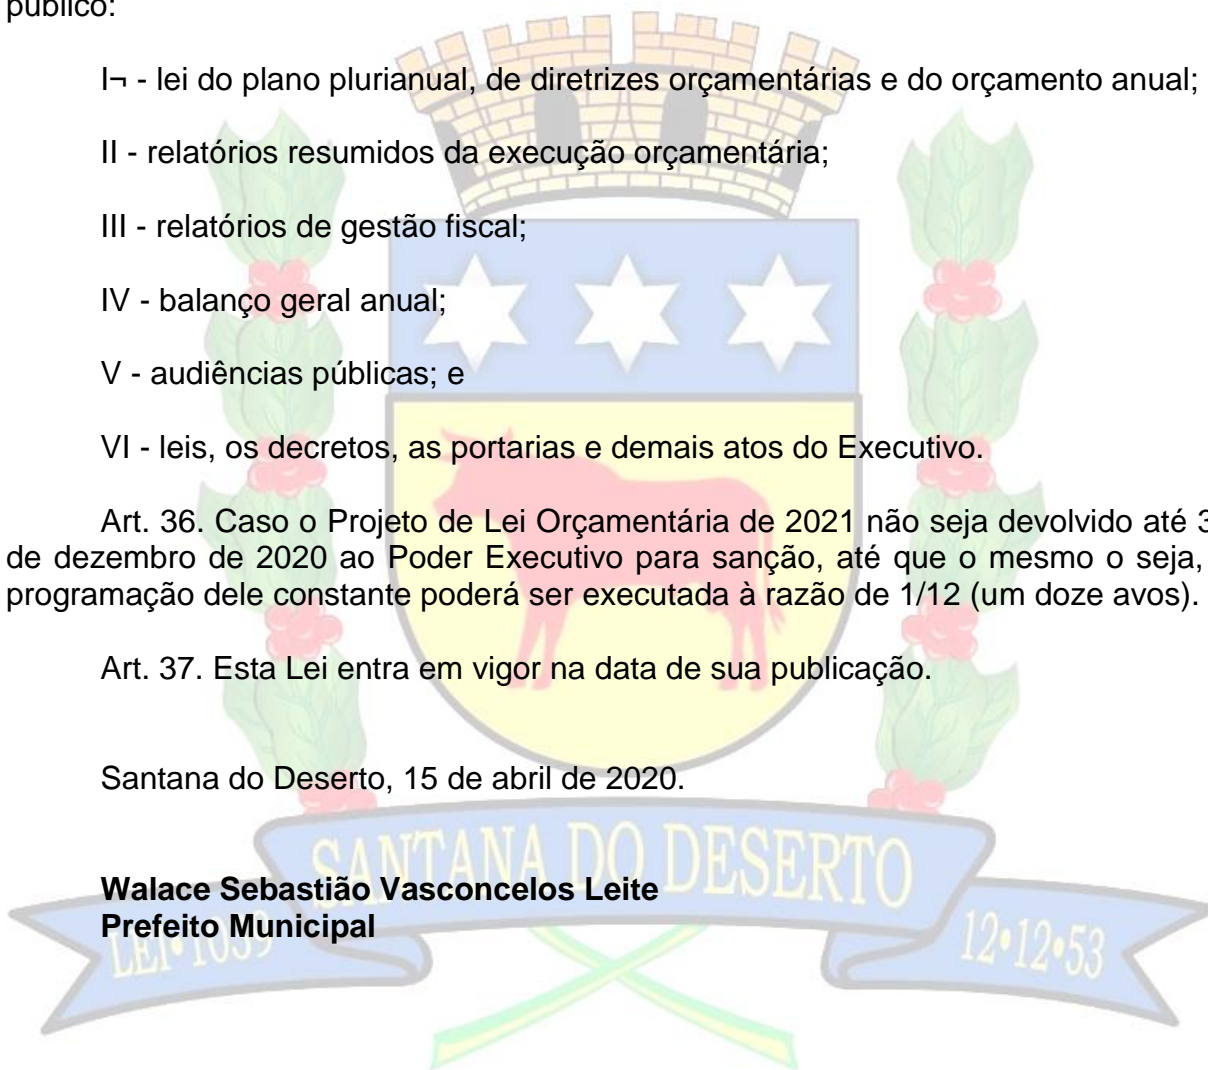 público:
I¬ - lei do plano plurianual, de diretrizes orçamentárias e do orçamento anual;
II - relatórios resumidos da execução orçamentária;
III - relatórios de gestão fiscal;
IV - balanço geral anual;
V - audiências públicas; e
VI - leis, os decretos, as portarias e demais atos do Executivo.
Art. 36. Caso o Projeto de Lei Orçamentária de 2021 não seja devolvido até 3
de dezembro de 2020 ao Poder Executivo para sanção, até que o mesmo o seja,
programação dele constante poderá ser executada à razão de 1/12 (um doze avos).
Art. 37. Esta Lei entra em vigor na data de sua publicação.
Santana do Deserto, 15 de abril de 2020.
SANTANA DO DESERTO
Walace Sebastião Vasconcelos Leite
Prefeito Municipal
LEI•1039
12•12•53